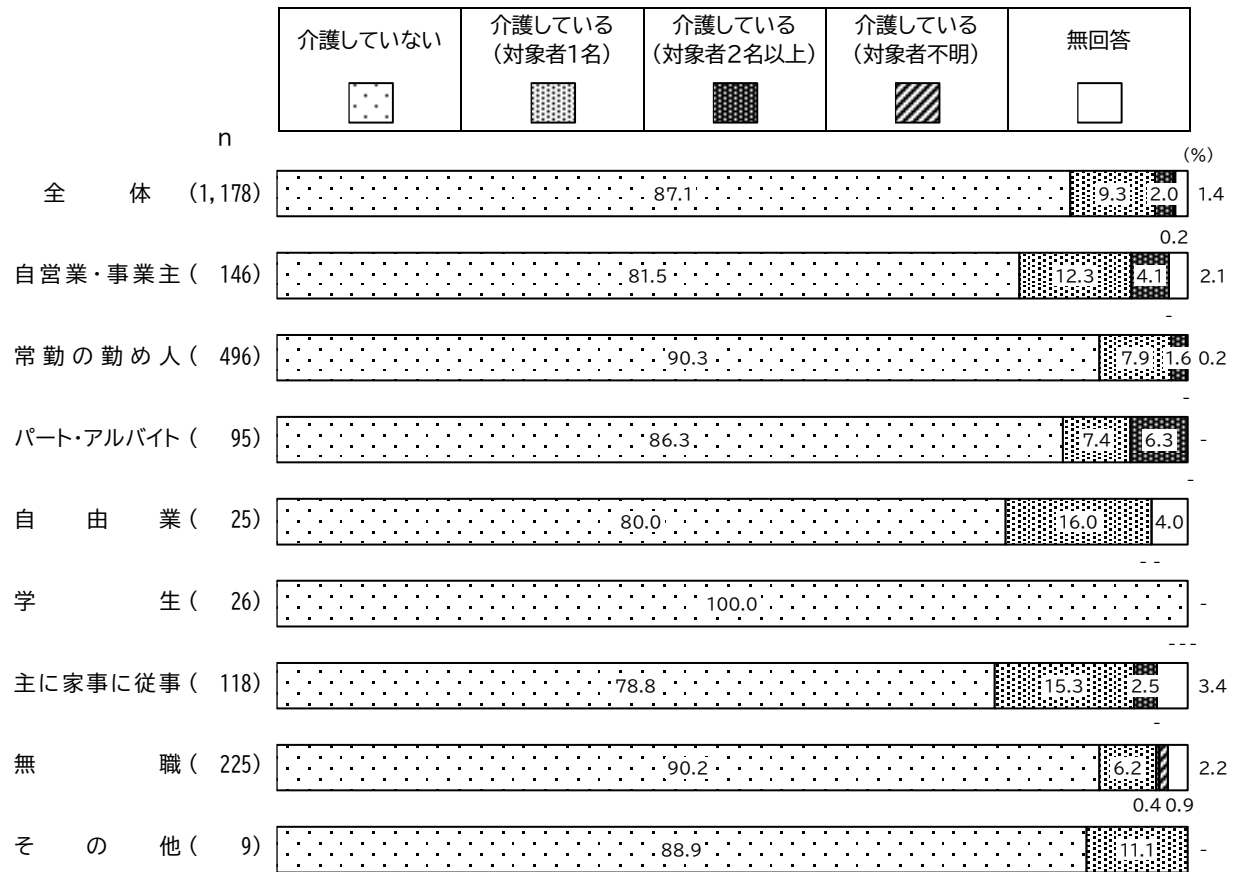 介護していない
介護している
(対象者1名)
介護している
(対象者2名以上)
介護している
(対象者不明)
無回答
n
(%)
全 体 (1,178) 87.1 9.3 2.0 1.4
0.2
自営業・事業主 ( 146) 81.5 12.3 4.1 2.1
-
常勤の勤め人 ( 496) 90.3 7.9 1.6 0.2
-
パート・アルバイト ( 95) 86.3 7.4 6.3 -
-
自由業 ( 25) 80.0 16.0 4.0
- -
学生 ( 26) 100.0 -
- - -
主に家事に従事 ( 118) 78.8 15.3 2.5 3.4
-
無職 ( 225) 90.2 6.2 2.2
0.4 0.9
その他 ( 9) 88.9 11.1 -